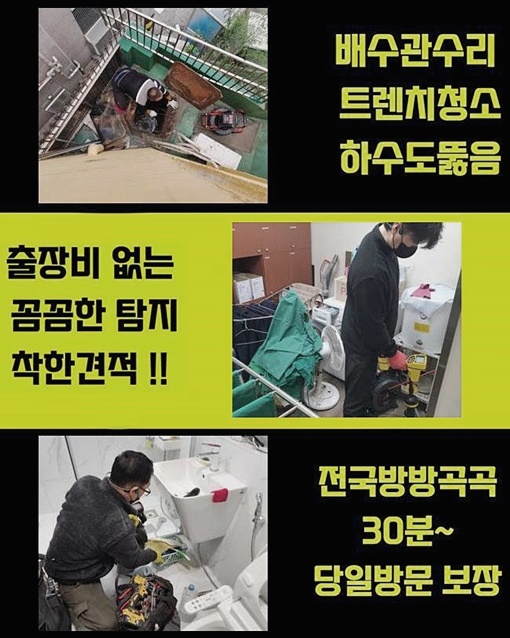 배수관수리
트렌치청소
하수도뚫음
출장비 없는
꼼꼼한 탐지
착한견적 !!
전국방방곡곡
30분~
당일방문 보장